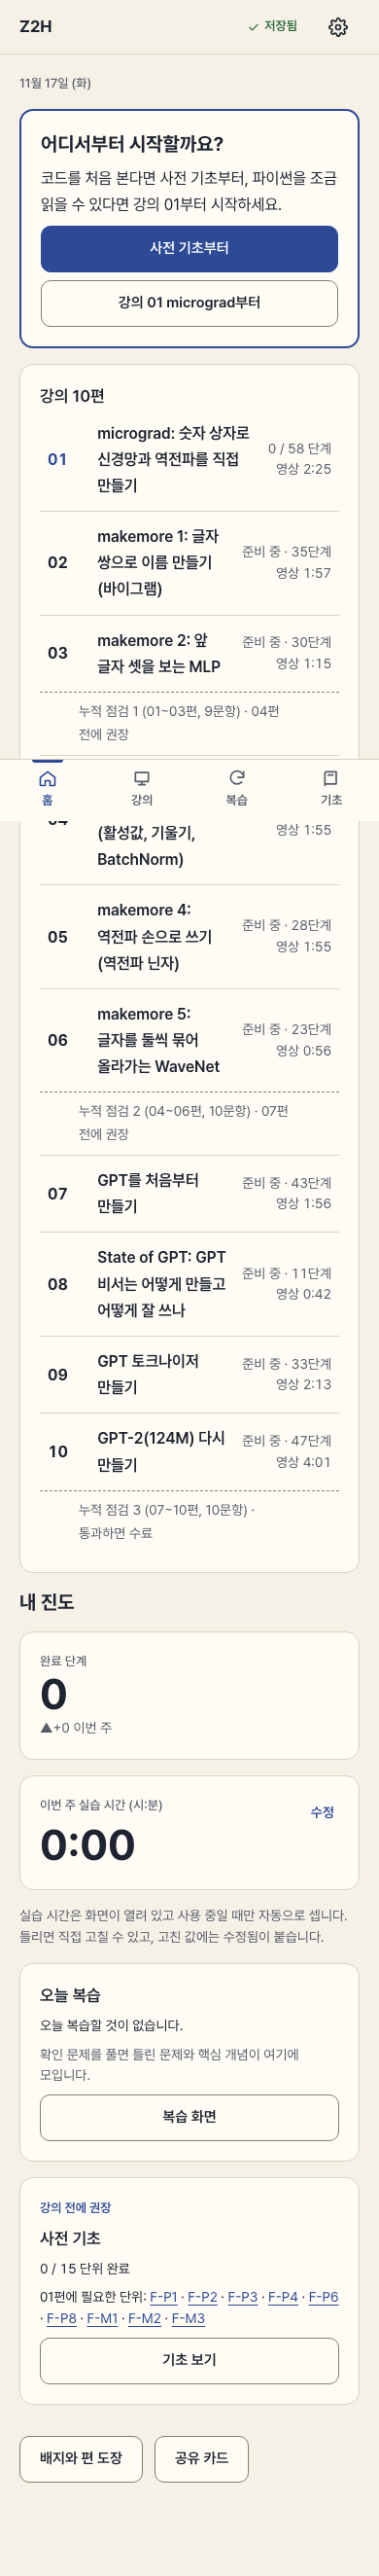 Z2H
✓ 저장됨
11월 17일 (화)
어디서부터 시작할까요?
코드를 처음 본다면 사전 기초부터, 파이썬을 조금
읽을 수 있다면 강의 01부터 시작하세요.
사전 기초부터
강의 01 micrograd부터
강의 10편
01
micrograd: 숫자 상자로
신경망과 역전파를 직접
만들기
0 / 58 단계
영상 2:25
02
makemore 1: 글자
쌍으로 이름 만들기
(바이그램)
준비 중 · 35단계
영상 1:57
03
makemore 2: 앞
글자 셋을 보는 MLP
준비 중 · 30단계
영상 1:15
누적 점검 1 (01~03편, 9문항) · 04편
전에 권장
홈
강의
복습
기초
(활성값, 기울기,
BatchNorm)
영상 1:55
05
makemore 4:
역전파 손으로 쓰기
(역전파 닌자)
준비 중 · 28단계
영상 1:55
06
makemore 5:
글자를 둘씩 묶어
올라가는 WaveNet
준비 중 · 23단계
영상 0:56
누적 점검 2 (04~06편, 10문항) · 07편
전에 권장
07
GPT를 처음부터
만들기
준비 중 · 43단계
영상 1:56
08
State of GPT: GPT
비서는 어떻게 만들고
어떻게 잘 쓰나
준비 중 · 11단계
영상 0:42
09
GPT 토크나이저
만들기
준비 중 · 33단계
영상 2:13
10
GPT-2(124M) 다시
만들기
준비 중 · 47단계
영상 4:01
누적 점검 3 (07~10편, 10문항) ·
통과하면 수료
내 진도
완료 단계
0
▲+0 이번 주
이번 주 실습 시간 (시:분)
수정
0:00
실습 시간은 화면이 열려 있고 사용 중일 때만 자동으로 셉니다.
틀리면 직접 고칠 수 있고, 고친 값에는 수정됨이 붙습니다.
오늘 복습
오늘 복습할 것이 없습니다.
확인 문제를 풀면 틀린 문제와 핵심 개념이 여기에
모입니다.
복습 화면
강의 전에 권장
사전 기초
0 / 15 단위 완료
01편에 필요한 단위: F-P1 · F-P2 · F-P3 · F-P4 · F-P6
· F-P8 · F-M1 · F-M2 · F-M3
기초 보기
배지와 편 도장
공유 카드